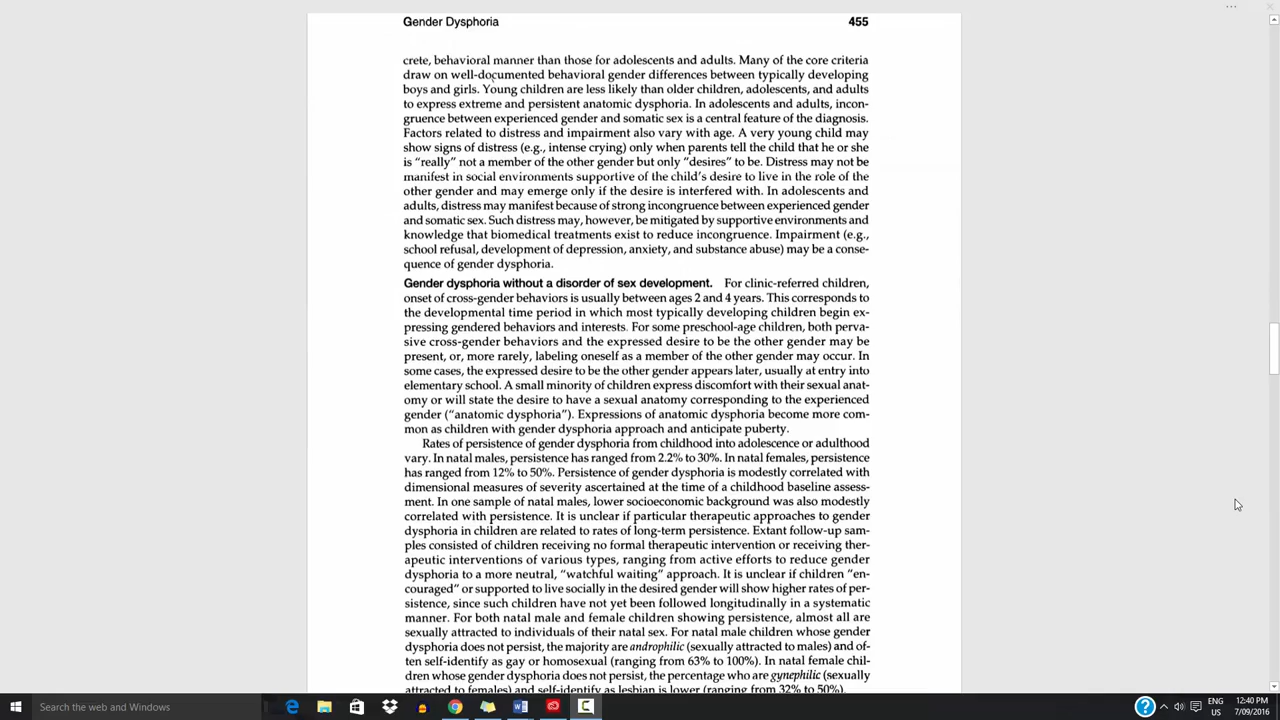 Gender Dysphoria
455
crete, behavioral manner than those for adolescents and adults. Many of the core criteria
draw on well-documented behavioral gender differences between typically developing
boys and girls. Young children are less likely than older children, adolescents, and adults
to express extreme and persistent anatomic dysphoria. In adolescents and adults, incon-
gruence between experienced gender and somatic sex is a central feature of the diagnosis.
Factors related to distress and impairment also vary with age. A very young child may
show signs of distress (e.g., intense crying) only when parents tell the child that he or she
is “really” not a member of the other gender but only “desires” to be. Distress may not be
manifest in social environments supportive of the child’s desire to live in the role of the
other gender and may emerge only if the desire is interfered with. In adolescents and
adults, distress may manifest because of strong incongruence between experienced gender
and somatic sex. Such distress may, however, be mitigated by supportive environments and
knowledge that biomedical treatments exist to reduce incongruence. Impairment (e.g.,
school refusal, development of depression, anxiety, and substance abuse) may be a conse-
quence of gender dysphoria.
Gender dysphoria without a disorder of sex development. For clinic-referred children,
onset of cross-gender behaviors is usually between ages 2 and 4 years. This corresponds to
the developmental time period in which most typically developing children begin ex-
pressing gendered behaviors and interests. For some preschool-age children, both perva-
sive cross-gender behaviors and the expressed desire to be the other gender may be
present, or, more rarely, labeling oneself as a member of the other gender may occur. In
some cases, the expressed desire to be the other gender appears later, usually at entry into
elementary school. A small minority of children express discomfort with their sexual anat-
omy or will state the desire to have a sexual anatomy corresponding to the experienced
gender (“anatomic dysphoria”). Expressions of anatomic dysphoria become more com-
mon as children with gender dysphoria approach and anticipate puberty.
Rates of persistence of gender dysphoria from childhood into adolescence or adulthood
vary. In natal males, persistence has ranged from 2.2% to 30%. In natal females, persistence
has ranged from 12% to 50%. Persistence of gender dysphoria is modestly correlated with
dimensional measures of severity ascertained at the time of a childhood baseline assess-
ment. In one sample of natal males, lower socioeconomic background was also modestly
correlated with persistence. It is unclear if particular therapeutic approaches to gender
dysphoria in children are related to rates of long-term persistence. Extant follow-up sam-
ples consisted of children receiving no formal therapeutic intervention or receiving ther-
apeutic interventions of various types, ranging from active efforts to reduce gender
dysphoria to a more neutral, “watchful waiting” approach. It is unclear if children “en-
couraged” or supported to live socially in the desired gender will show higher rates of per-
sistence, since such children have not yet been followed longitudinally in a systematic
manner. For both natal male and female children showing persistence, almost all are
sexually attracted to individuals of their natal sex. For natal male children whose gender
dysphoria does not persist, the majority are androphilic (sexually attracted to males) and of-
ten self-identify as gay or homosexual (ranging from 63% to 100%). In natal female chil-
dren whose gender dysphoria does not persist, the percentage who are gynephilic (sexually
attracted to females) and self-identify as lesbian is lower (ranging from 32% to 50%).
Search the web and Windows
ENG
US
12:40 PM
7/09/2016